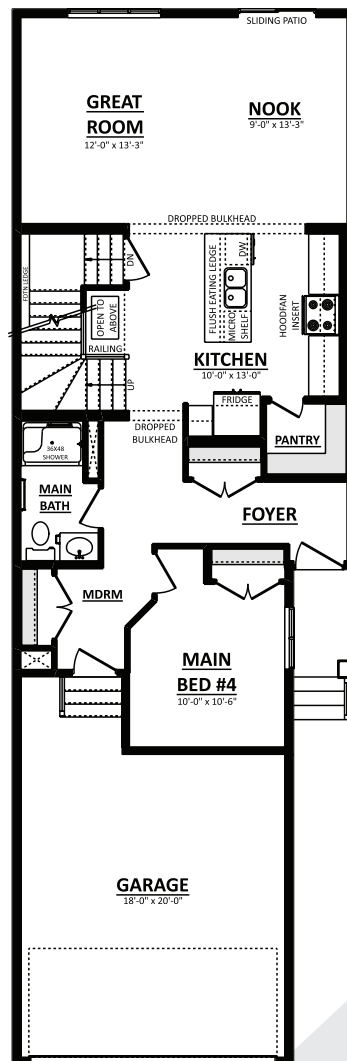 SLIDING PATIO
GREAT
ROOM
12'-0" x 13'-3"
NOOK
9'-0" x 13'-3"
DROPPED BULKHEAD
FDTN LEDGE
DN
OPEN TO
ABOVE
RAILING
UP
FLUSH EATING LEDGE
DW
MICRO
SHELF
HOODFAN
INSERT
KITCHEN
10'-0" x 13'-0"
FRIDGE
DROPPED
BULKHEAD
PANTRY
36X48
SHOWER
MAIN
BATH
FOYER
MDRM
MAIN
BED #4
10'-0" x 10'-6"
GARAGE
18'-0" x 20'-0"